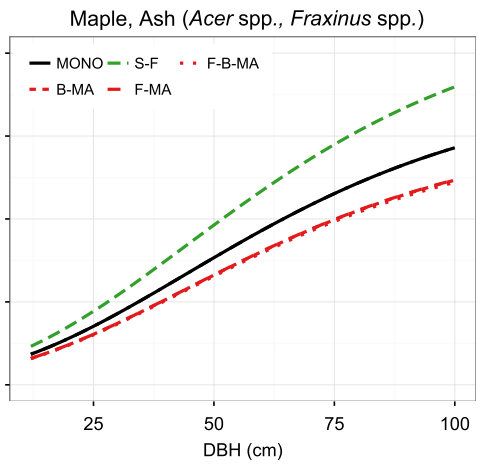 Maple, Ash (Acer spp., Fraxinus spp.)
MONO S-F F-B-MA
B-MA F-MA
25 50 75 100
DBH (cm)